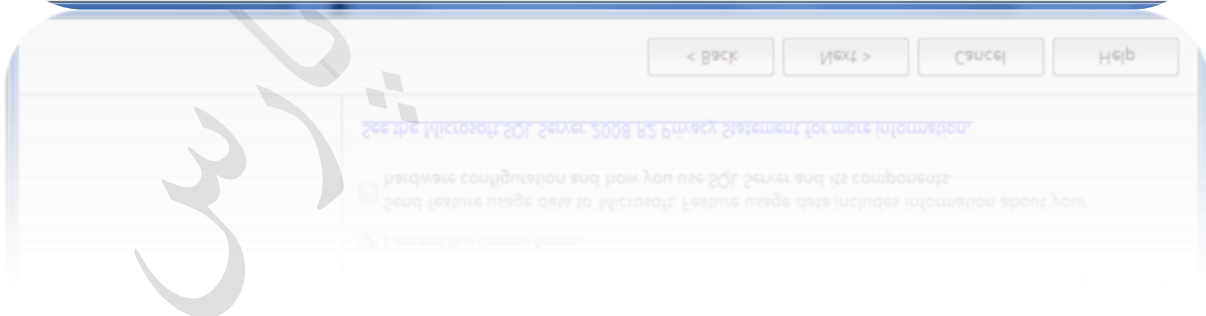 < Back Next > Cancel Help
See the Microsoft SQL Server 2008 R2 Privacy Statement for more information.
hardware configuration and how you use SQL Server and its components.
Send feature usage data to Microsoft. Feature usage data includes information about your
I accept the license terms.